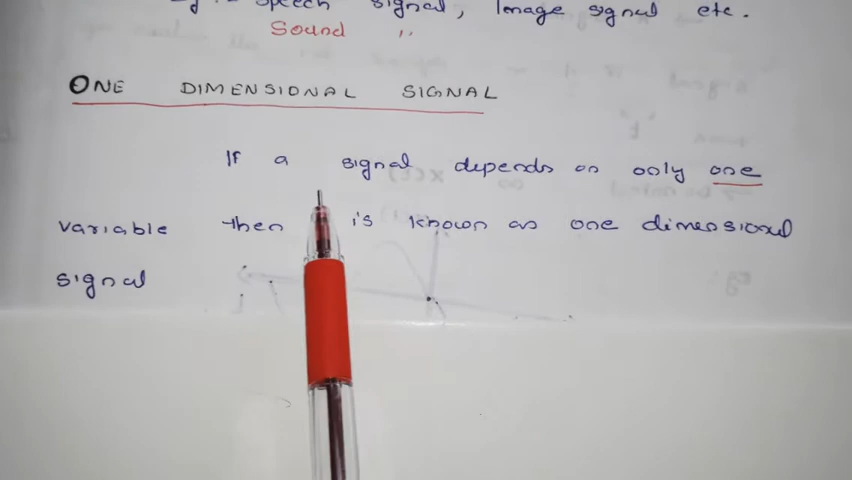 speech signal, Image signal etc.
Sound ,,
ONE DIMENSIONAL SIGNAL
If a signal depends on only one
variable then is known as one dimensional
signal